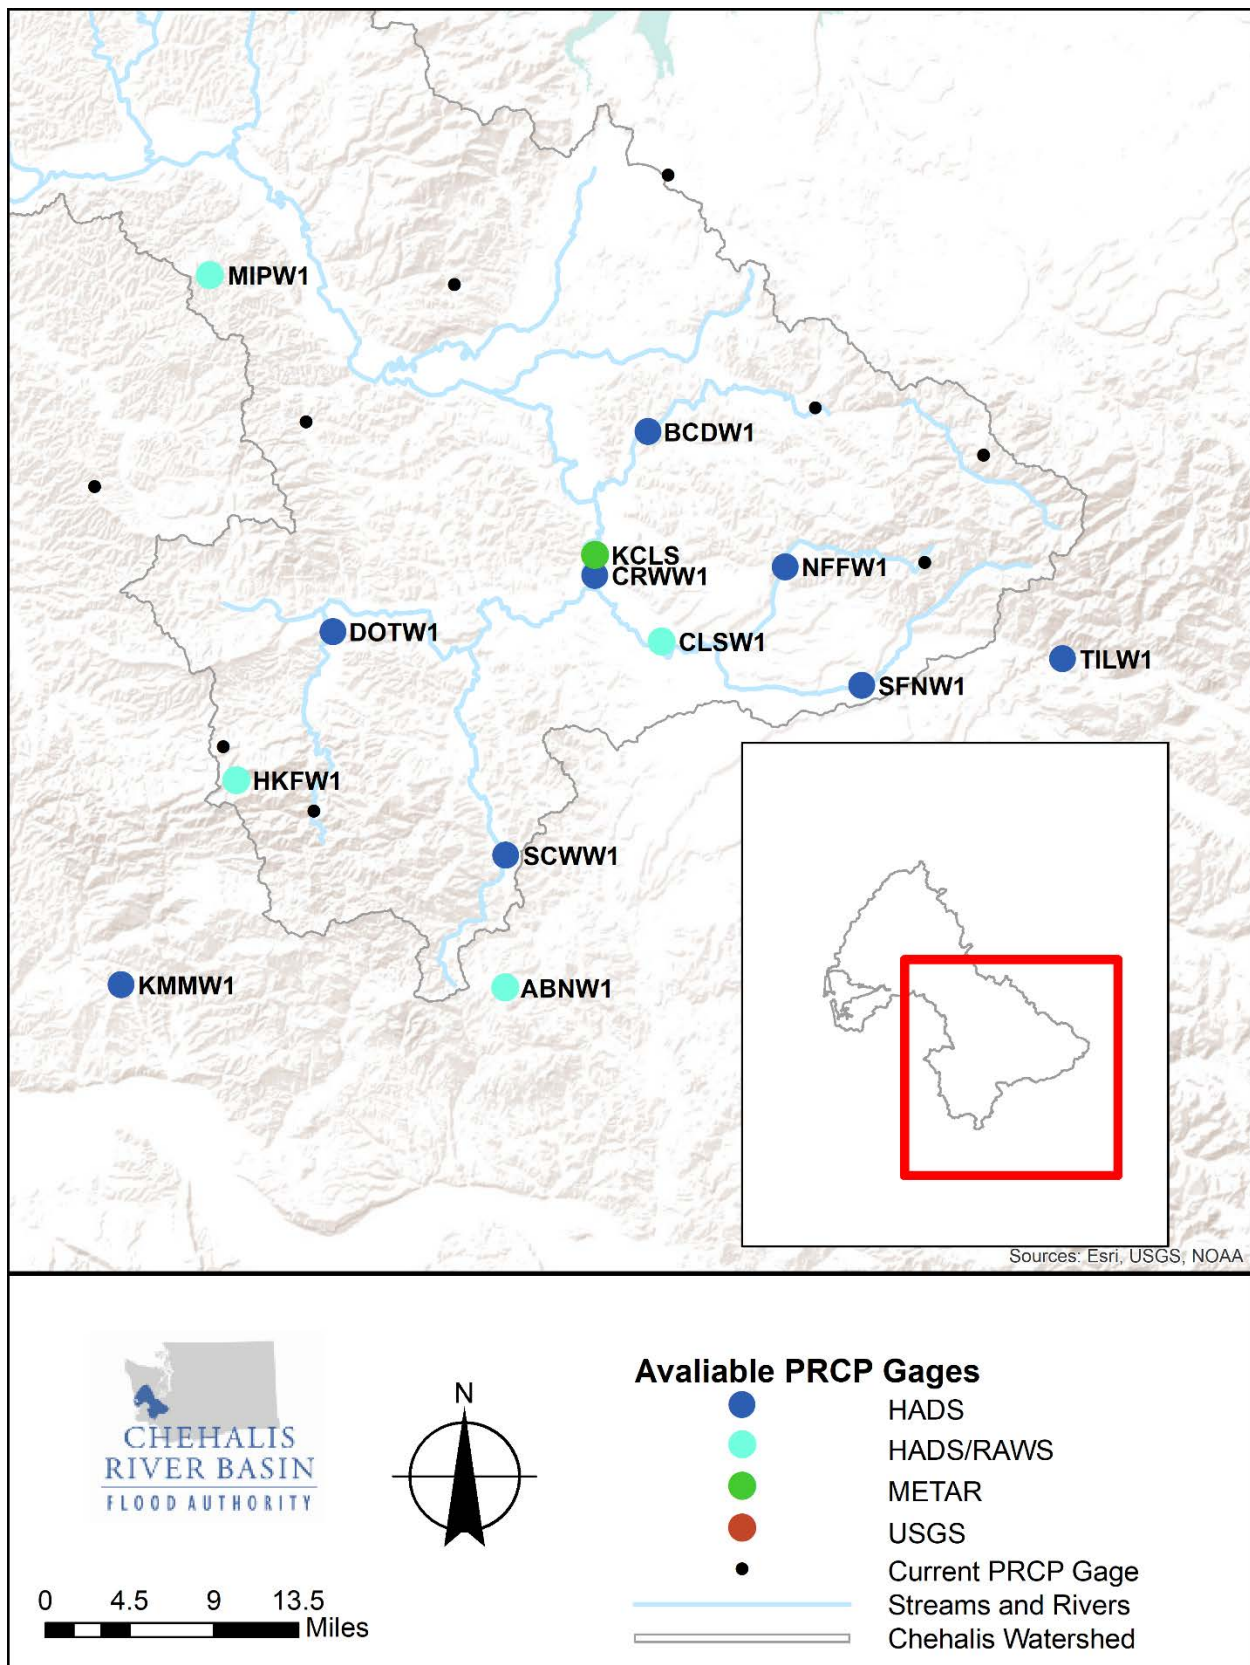 MIPW1
BCDW1
KCLS
CRWW1
NFFW1
DOTW1
CLSW1
TILW1
SFNW1
HKFW1
SCWW1
KMMW1
ABNW1
Sources: Esri, USGS, NOAA
CHEHALIS
RIVER BASIN
FLOOD AUTHORITY
N
0 4.5 9 13.5
Miles
Avaliable PRCP Gages
HADS
HADS/RAWS
METAR
USGS
Current PRCP Gage
Streams and Rivers
Chehalis Watershed